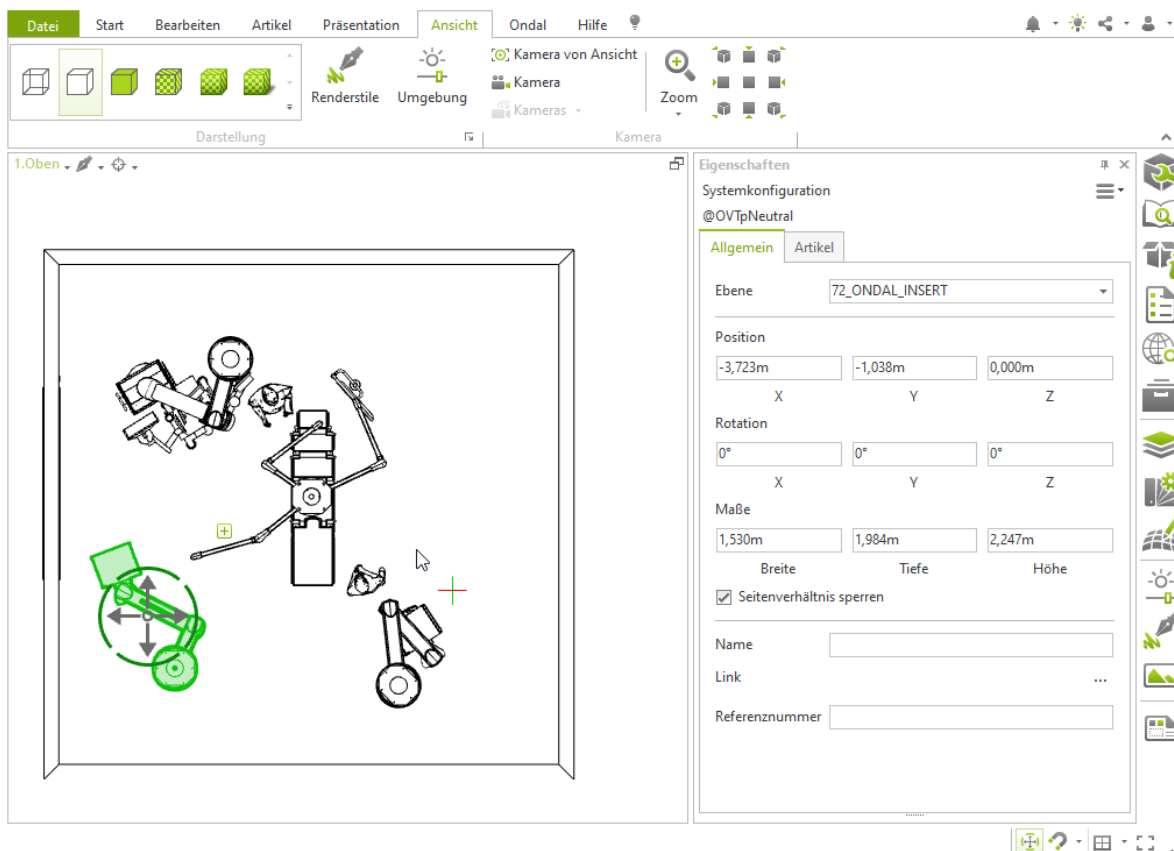 Datei Start Bearbeiten Artikel Präsentation Ansicht Ondal Hilfe
Renderstile Umgebung
Kamera von Ansicht
Kamera
Kameras
Zoom
Darstellung Kamera
1.Oben
Eigenschaften
Systemkonfiguration
@OVTpNeutral
Allgemein Artikel
Ebene 72_ONDAL_INSERT
Position
-3,723m -1,038m 0,000m
X Y Z
Rotation
0° 0° 0°
X Y Z
Maße
1,530m 1,984m 2,247m
Breite Tiefe Höhe
Seitenverhältnis sperren
Name
Link ...
Referenznummer